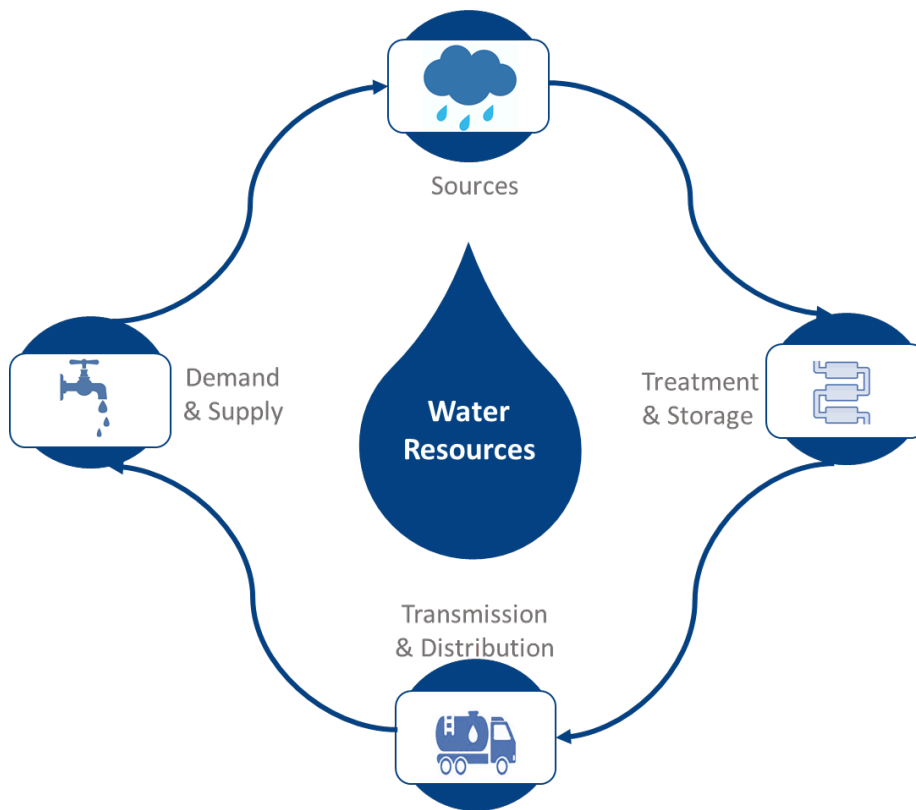 Sources
Demand
& Supply
Water
Resources
Treatment
& Storage
Transmission
& Distribution